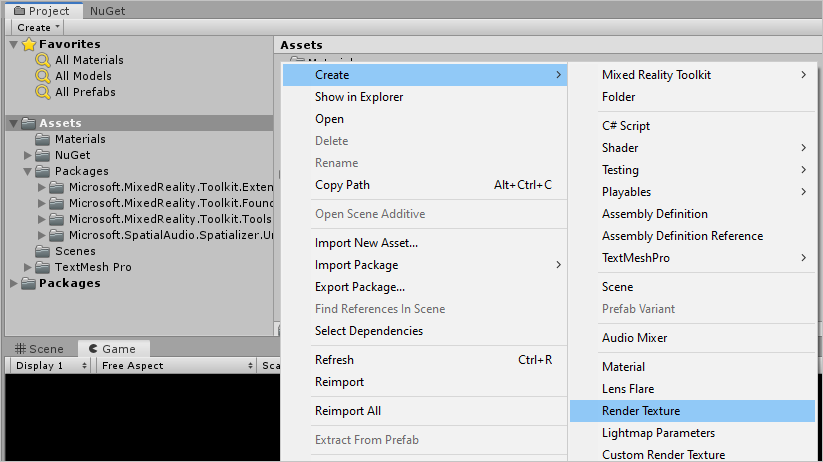 Project NuGet
Create
Favorites
All Materials
All Models
All Prefabs
Assets
Materials
NuGet
Packages
Microsoft.MixedReality.Toolkit.Exten
Microsoft.MixedReality.Toolkit.Foun
Microsoft.MixedReality.Toolkit.Tools
Microsoft.SpatialAudio.Spatializer.Un
Scenes
TextMesh Pro
Packages
Assets
Create
Show in Explorer
Open
Delete
Rename
Copy Path Alt+Ctrl+C
Open Scene Additive
Import New Asset...
Import Package
Export Package...
Find References In Scene
Select Dependencies
Refresh Ctrl+R
Reimport
Reimport All
Extract From Prefab
Mixed Reality Toolkit
Folder
C# Script
Shader
Testing
Playables
Assembly Definition
Assembly Definition Reference
TextMeshPro
Scene
Prefab Variant
Audio Mixer
Material
Lens Flare
Render Texture
Lightmap Parameters
Custom Render Texture
Scene Game
Display 1 Free Aspect Sca